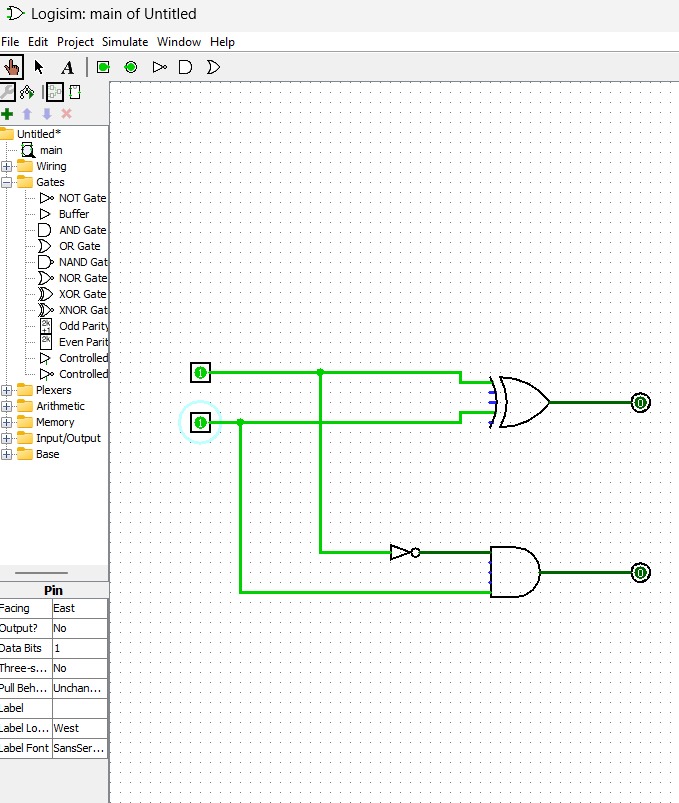 Logisim: main of Untitled
File Edit Project Simulate Window Help
A
Untitled*
main
Wiring
Gates
NOT Gate
Buffer
AND Gate
OR Gate
NAND Gat
NOR Gate
XOR Gate
XNOR Gat
Odd Parity
Even Parit
Controlled
Controlled
Plexers
Arithmetic
Memory
Input/Output
Base
Pin
Facing East
Output? No
Data Bits 1
Three-s... No
Pull Beh... Unchan...
Label
Label Lo... West
Label Font SansSer...
1
1
0
0